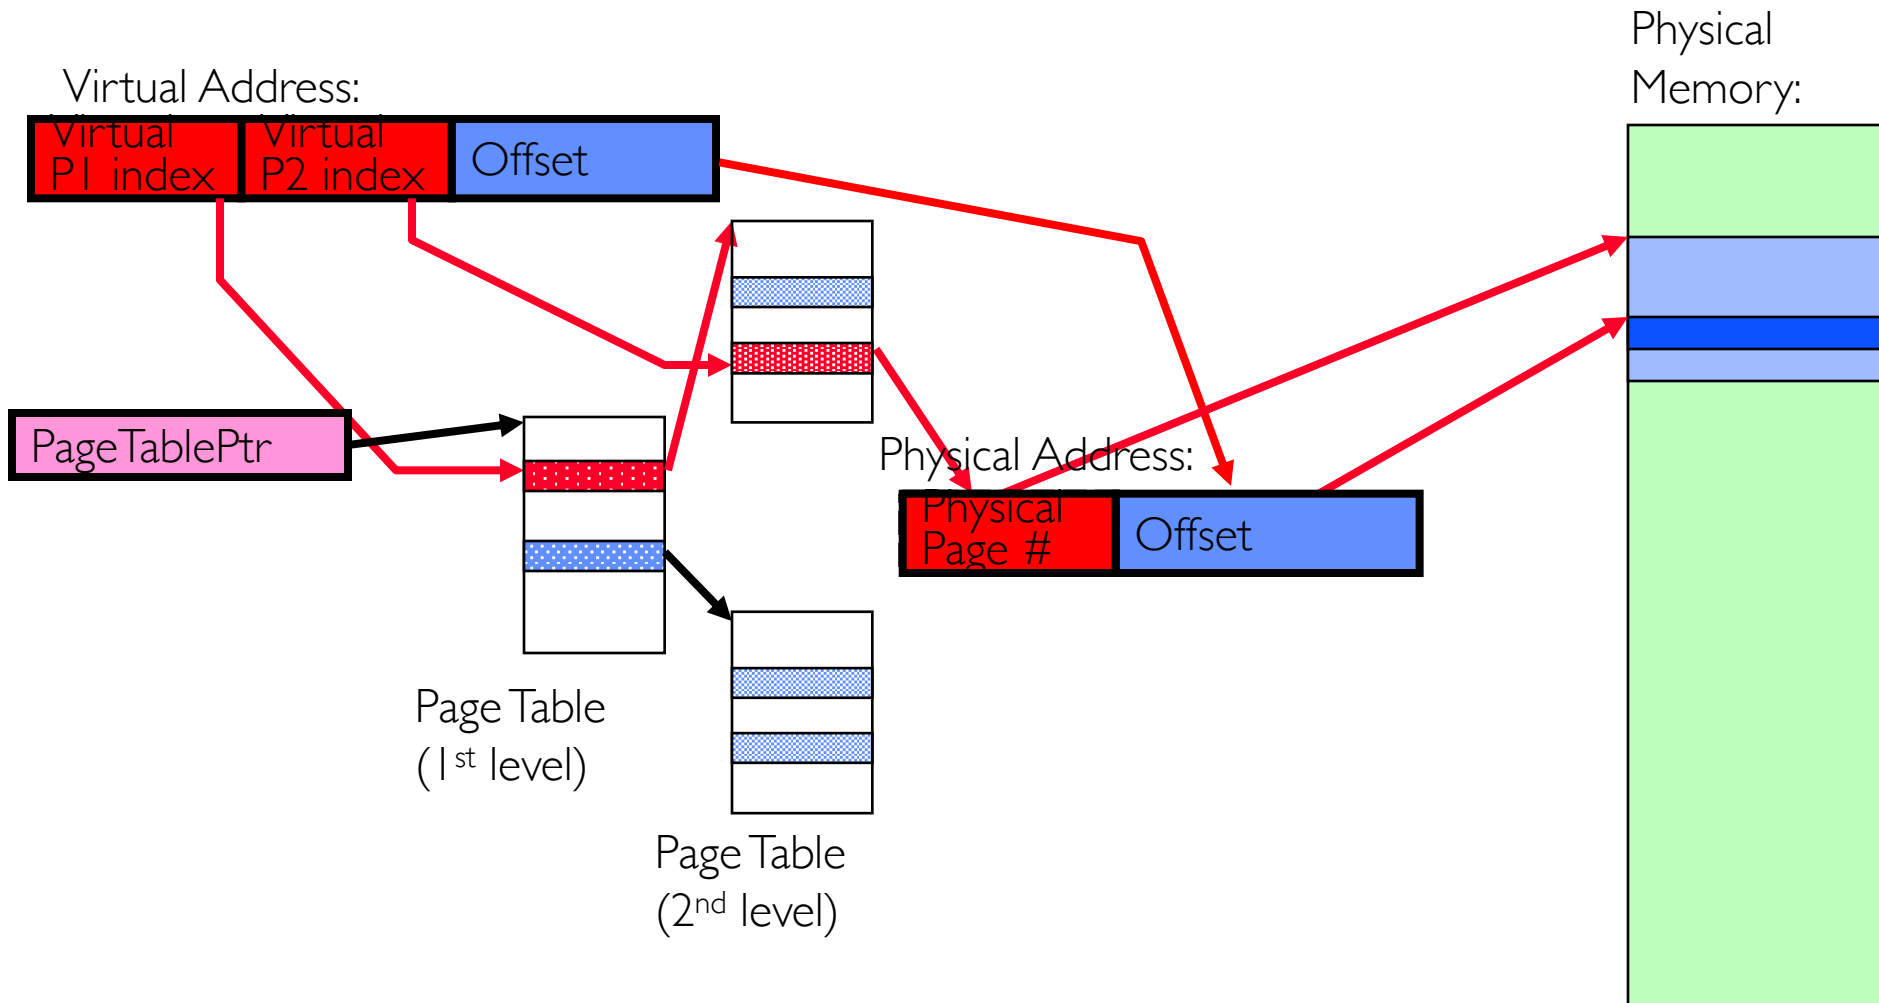 Physical
Memory:
Virtual Address:
Virtual
P1 index
Virtual
P2 index
Offset
PageTablePtr
Physical Address:
Physical
Page #
Offset
Page Table
(1st level)
Page Table
(2nd level)